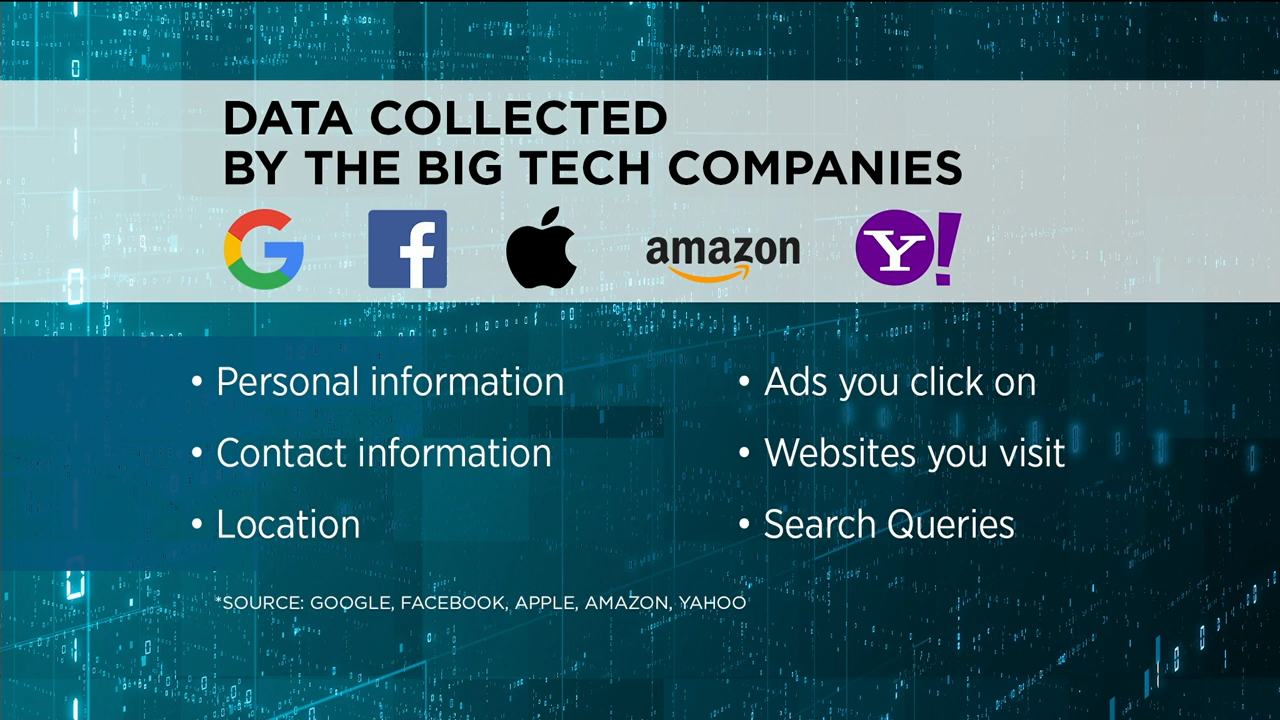 DATA COLLECTED
BY THE BIG TECH COMPANIES
G f amazon Y!
• Personal information
• Contact information
• Location
• Ads you click on
• Websites you visit
• Search Queries
*SOURCE: GOOGLE, FACEBOOK, APPLE, AMAZON, YAHOO